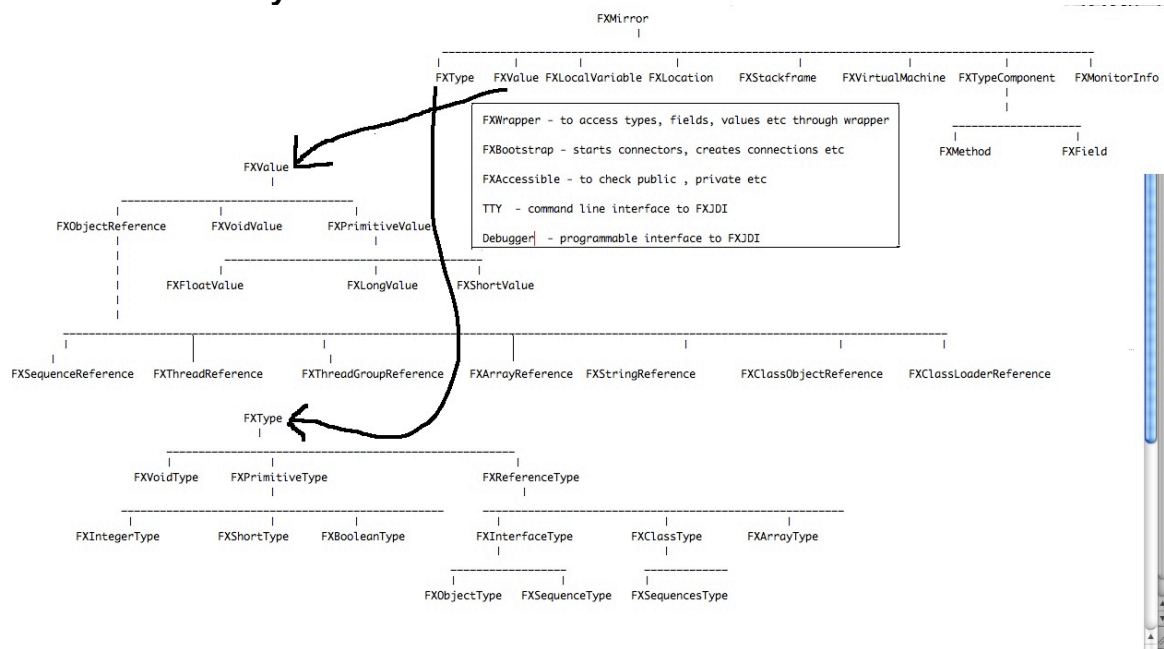 FXMirror
FXType FXValue FXLocalVariable FXLocation FXStackframe FXVirtualMachine FXTypeComponent FXMonitorInfo
FXWrapper - to access types, fields, values etc through wrapper
FXBootstrap - starts connectors, creates connections etc
FXAccessible - to check public , private etc
TTY - command line interface to FXJDI
Debugger - programmable interface to FXJDI
FXMethod FXField
FXValue
FXObjectReference FXVoidValue FXPrimitiveValue
FXFloatValue FXLongValue FXShortValue
FXSequenceReference FXThreadReference FXThreadGroupReference FXArrayReference FXStringReference FXClassObjectReference FXClassLoaderReference
FXType
FXVoidType FXPrimitiveType FXReferenceType
FXIntegerType FXShortType FXBooleanType FXInterfaceType FXClassType FXArrayType
FXObjectType FXSequenceType FXSequencesType